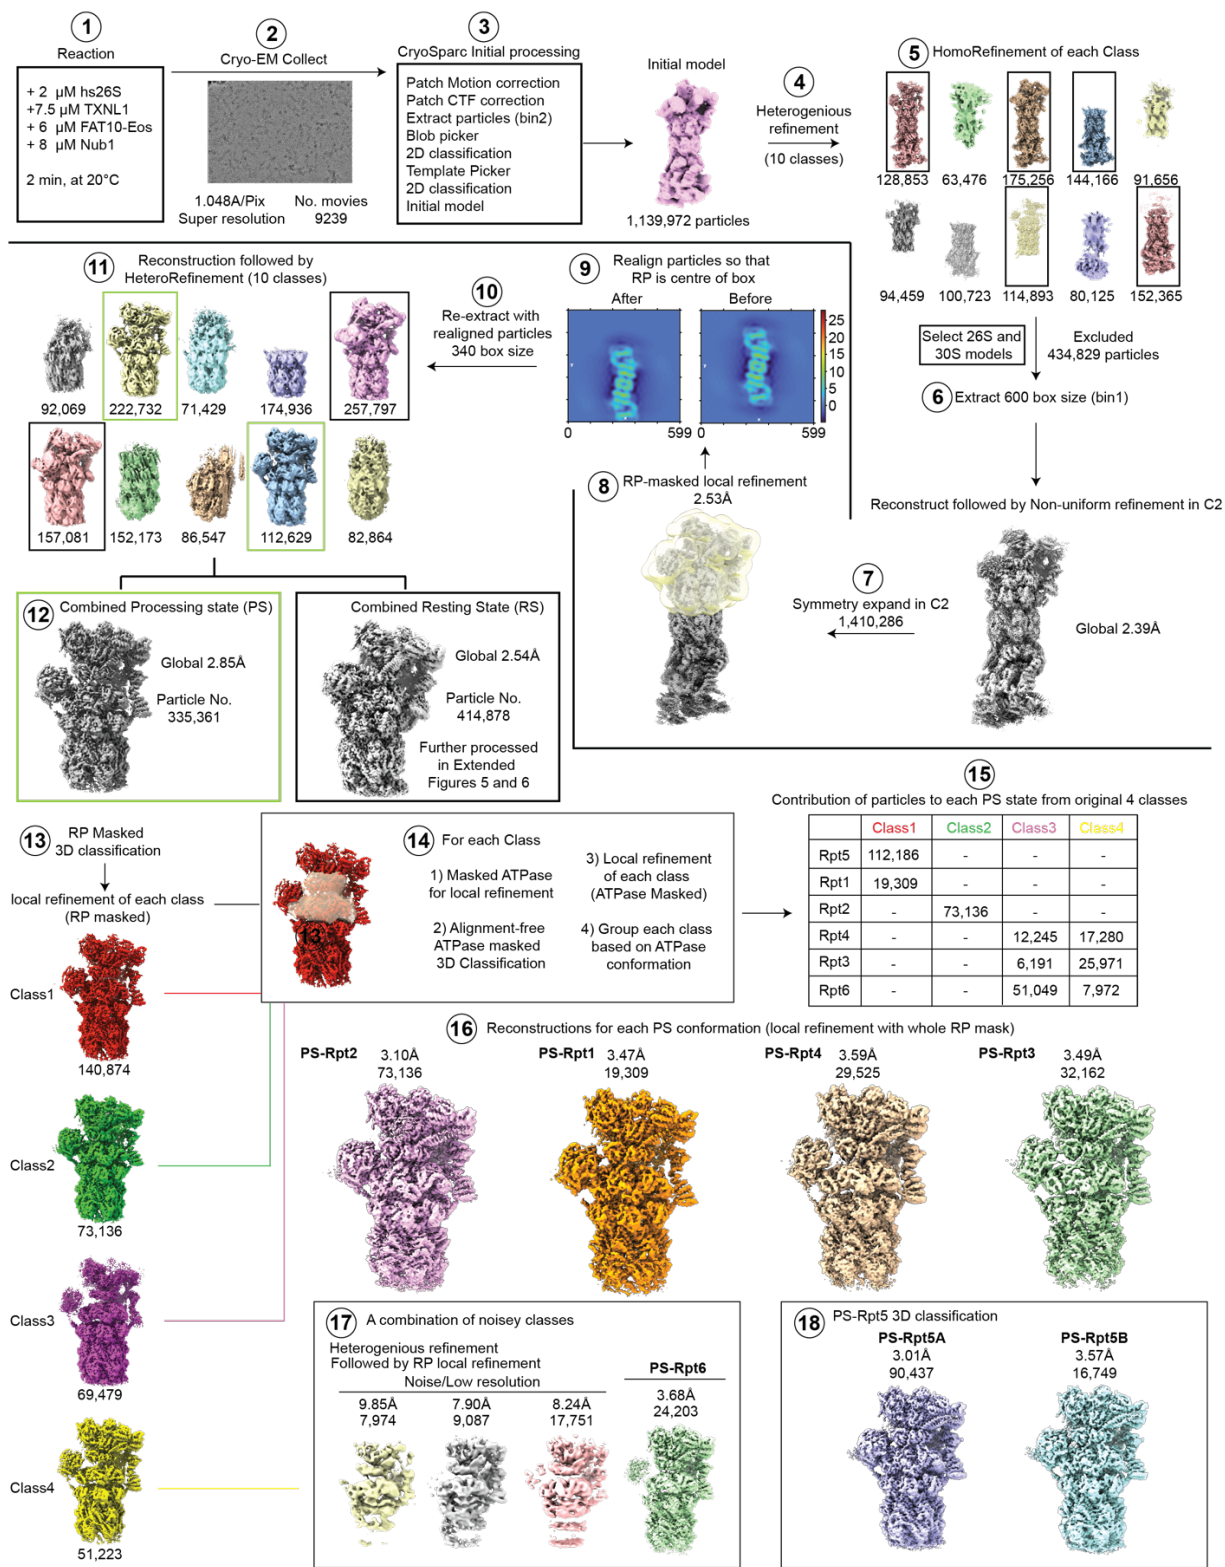 1
Reaction
+ 2 µM hs26S
+7.5 µM TXNL1
+ 6 µM FAT10-Eos
+ 8 µM Nub1
2 min, at 20°C
2
Cryo-EM Collect
1.048A/Pix
Super resolution
No. movies
9239
3
CryoSparc Initial processing
Patch Motion correction
Patch CTF correction
Extract particles (bin2)
Blob picker
2D classification
Template Picker
2D classification
Initial model
Initial model
1,139,972 particles
4
Heterogenious
refinement
(10 classes)
5
HomoRefinement of each Class
128,853
63,476
175,256
144,166
91,656
94,459
100,723
114,893
80,125
152,365
Select 26S and
30S models
Excluded
434,829 particles
6
Extract 600 box size (bin1)
Reconstruct followed by Non-uniform refinement in C2
Global 2.39Å
7
Symmetry expand in C2
1,410,286
8
RP-masked local refinement
2.53Å
9
Realign particles so that
RP is centre of box
After
Before
25
20
15
10
5
0
0
599
0
599
10
Re-extract with
realigned particles
340 box size
11
Reconstruction followed by
HeteroRefinement (10 classes)
92,069
222,732
71,429
174,936
257,797
157,081
152,173
86,547
112,629
82,864
12
Combined Processing state (PS)
Global 2.85Å
Particle No.
335,361
Combined Resting State (RS)
Global 2.54Å
Particle No.
414,878
Further processed
in Extended
Figures 5 and 6
13
RP Masked
3D classification
local refinement of each class
(RP masked)
Class1
140,874
Class2
73,136
Class3
69,479
Class4
51,223
14
For each Class
1) Masked ATPase
for local refinement
2) Alignment-free
ATPase masked
3D Classification
3) Local refinement
of each class
(ATPase Masked)
4) Group each class
based on ATPase
conformation
13
15
Contribution of particles to each PS state from original 4 classes
Class1 Class2 Class3 Class4
Rpt5 112,186 - - -
Rpt1 19,309 - - -
Rpt2 - 73,136 - -
Rpt4 - - 12,245 17,280
Rpt3 - - 6,191 25,971
Rpt6 - - 51,049 7,972
16
Reconstructions for each PS conformation (local refinement with whole RP mask)
PS-Rpt2
3.10Å
73,136
PS-Rpt1
3.47Å
19,309
PS-Rpt4
3.59Å
29,525
PS-Rpt3
3.49Å
32,162
17
A combination of noisey classes
Heterogenious refinement
Followed by RP local refinement
Noise/Low resolution
9.85Å
7,974
7.90Å
9,087
8.24Å
17,751
PS-Rpt6
3.68Å
24,203
18
PS-Rpt5 3D classification
PS-Rpt5A
3.01Å
90,437
PS-Rpt5B
3.57Å
16,749